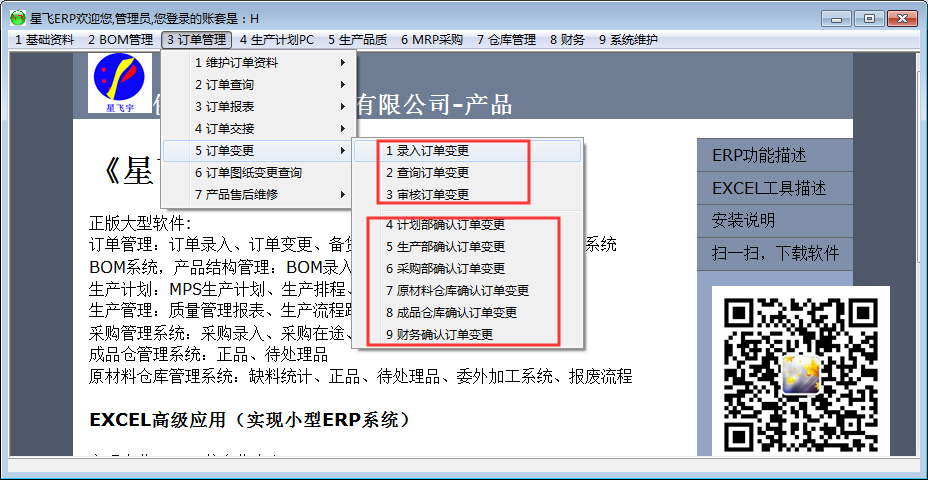 星飞ERP欢迎您,管理员,您登录的账套是：H
1 基础资料 2 BOM管理 3 订单管理 4 生产计划PC 5 生产品质 6 MRP采购 7 仓库管理 8 财务 9 系统维护
星飞宇
有限公司-产品
1 维护订单资料
2 订单查询
3 订单报表
4 订单交接
5 订单变更
6 订单图纸变更查询
7 产品售后维修
1 录入订单变更
2 查询订单变更
3 审核订单变更
4 计划部确认订单变更
5 生产部确认订单变更
6 采购部确认订单变更
7 原材料仓库确认订单变更
8 成品仓库确认订单变更
9 财务确认订单变更
《星
正版大型软件:
订单管理：订单录入、订单变更、备货 系统
BOM系统，产品结构管理：BOM录入
生产计划：MPS生产计划、生产排程、
生产管理：质量管理报表、生产流程
采购管理系统：采购录入、采购在途、
成品仓管理系统：正品、待处理品
原材料仓库管理系统：缺料统计、正品、待处理品、委外加工系统、报废流程
EXCEL高级应用（实现小型ERP系统）
ERP功能描述
EXCEL工具描述
安装说明
扫一扫，下载软件